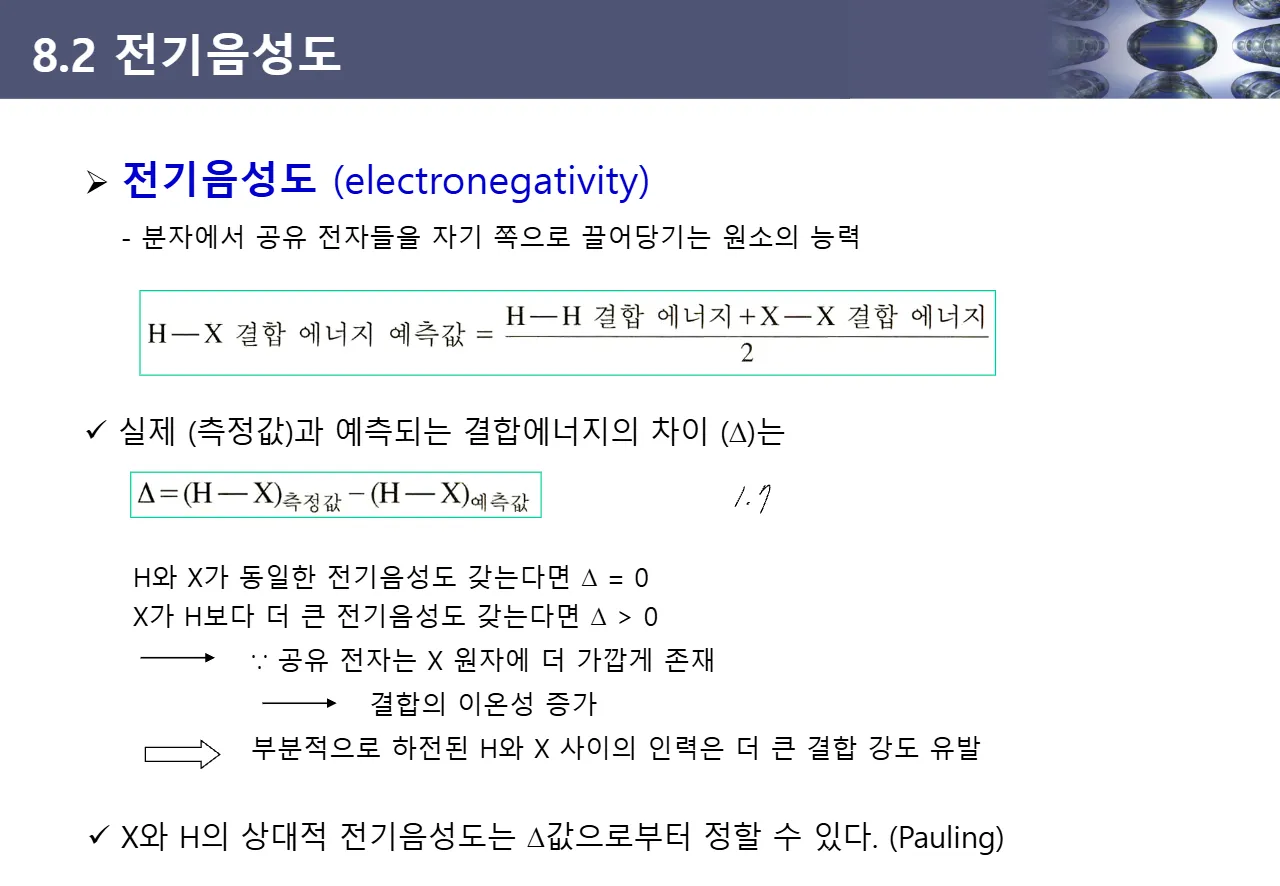 8.2 전기음성도
➢ 전기음성도 (electronegativity)
- 분자에서 공유 전자들을 자기 쪽으로 끌어당기는 원소의 능력
H—X 결합 에너지 예측값 = (H—H 결합 에너지+X—X 결합 에너지)/2
✓ 실제 (측정값)과 예측되는 결합에너지의 차이 (Δ)는
Δ=(H—X)측정값−(H—X)예측값
1.7
H와 X가 동일한 전기음성도 갖는다면 Δ = 0
X가 H보다 더 큰 전기음성도 갖는다면 Δ > 0
→ ∵ 공유 전자는 X 원자에 더 가깝게 존재
→ 결합의 이온성 증가
⇨ 부분적으로 하전된 H와 X 사이의 인력은 더 큰 결합 강도 유발
✓ X와 H의 상대적 전기음성도는 Δ값으로부터 정할 수 있다. (Pauling)